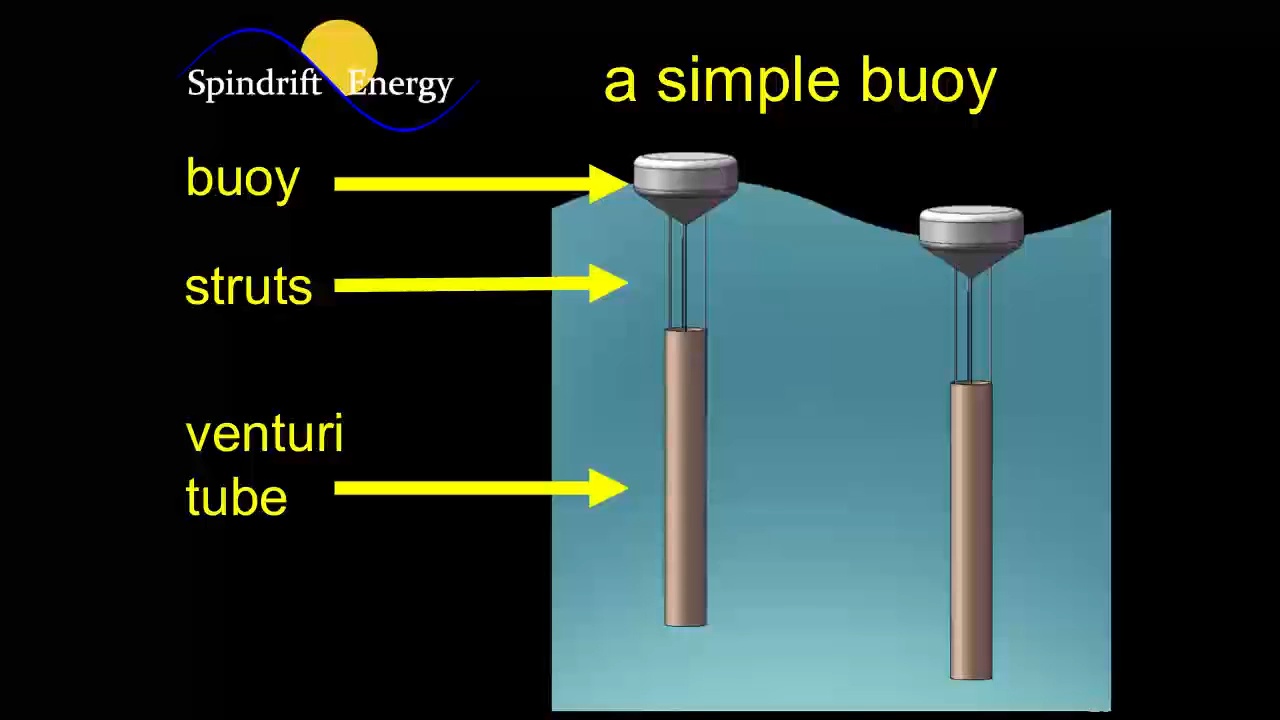 Spindrift Energy
a simple buoy
buoy
struts
venturi
tube